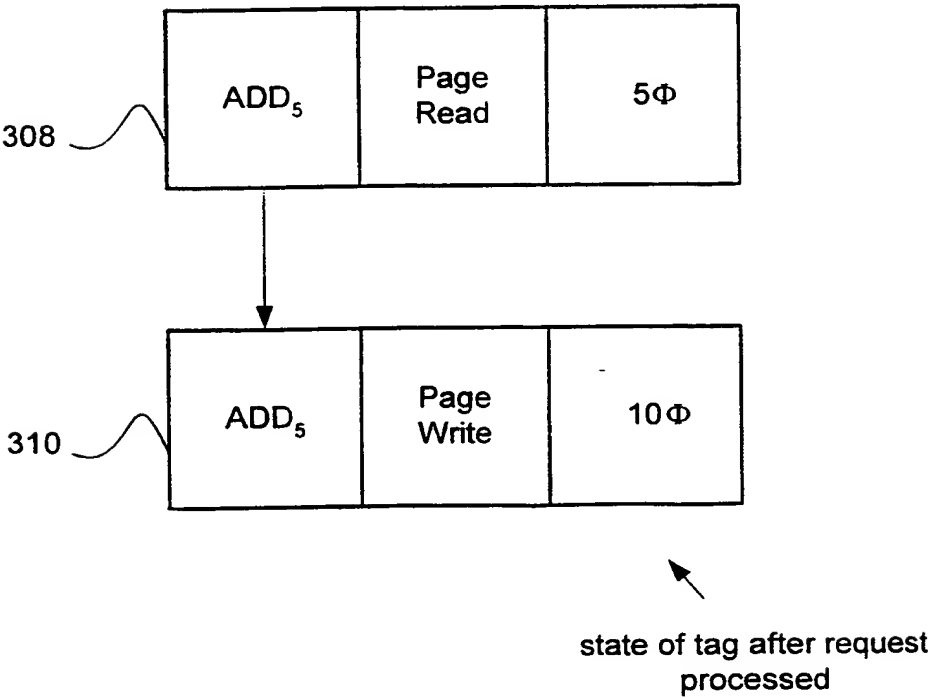 308
ADD₅
Page
Read
5Φ
310
ADD₅
Page
Write
10Φ
state of tag after request
processed